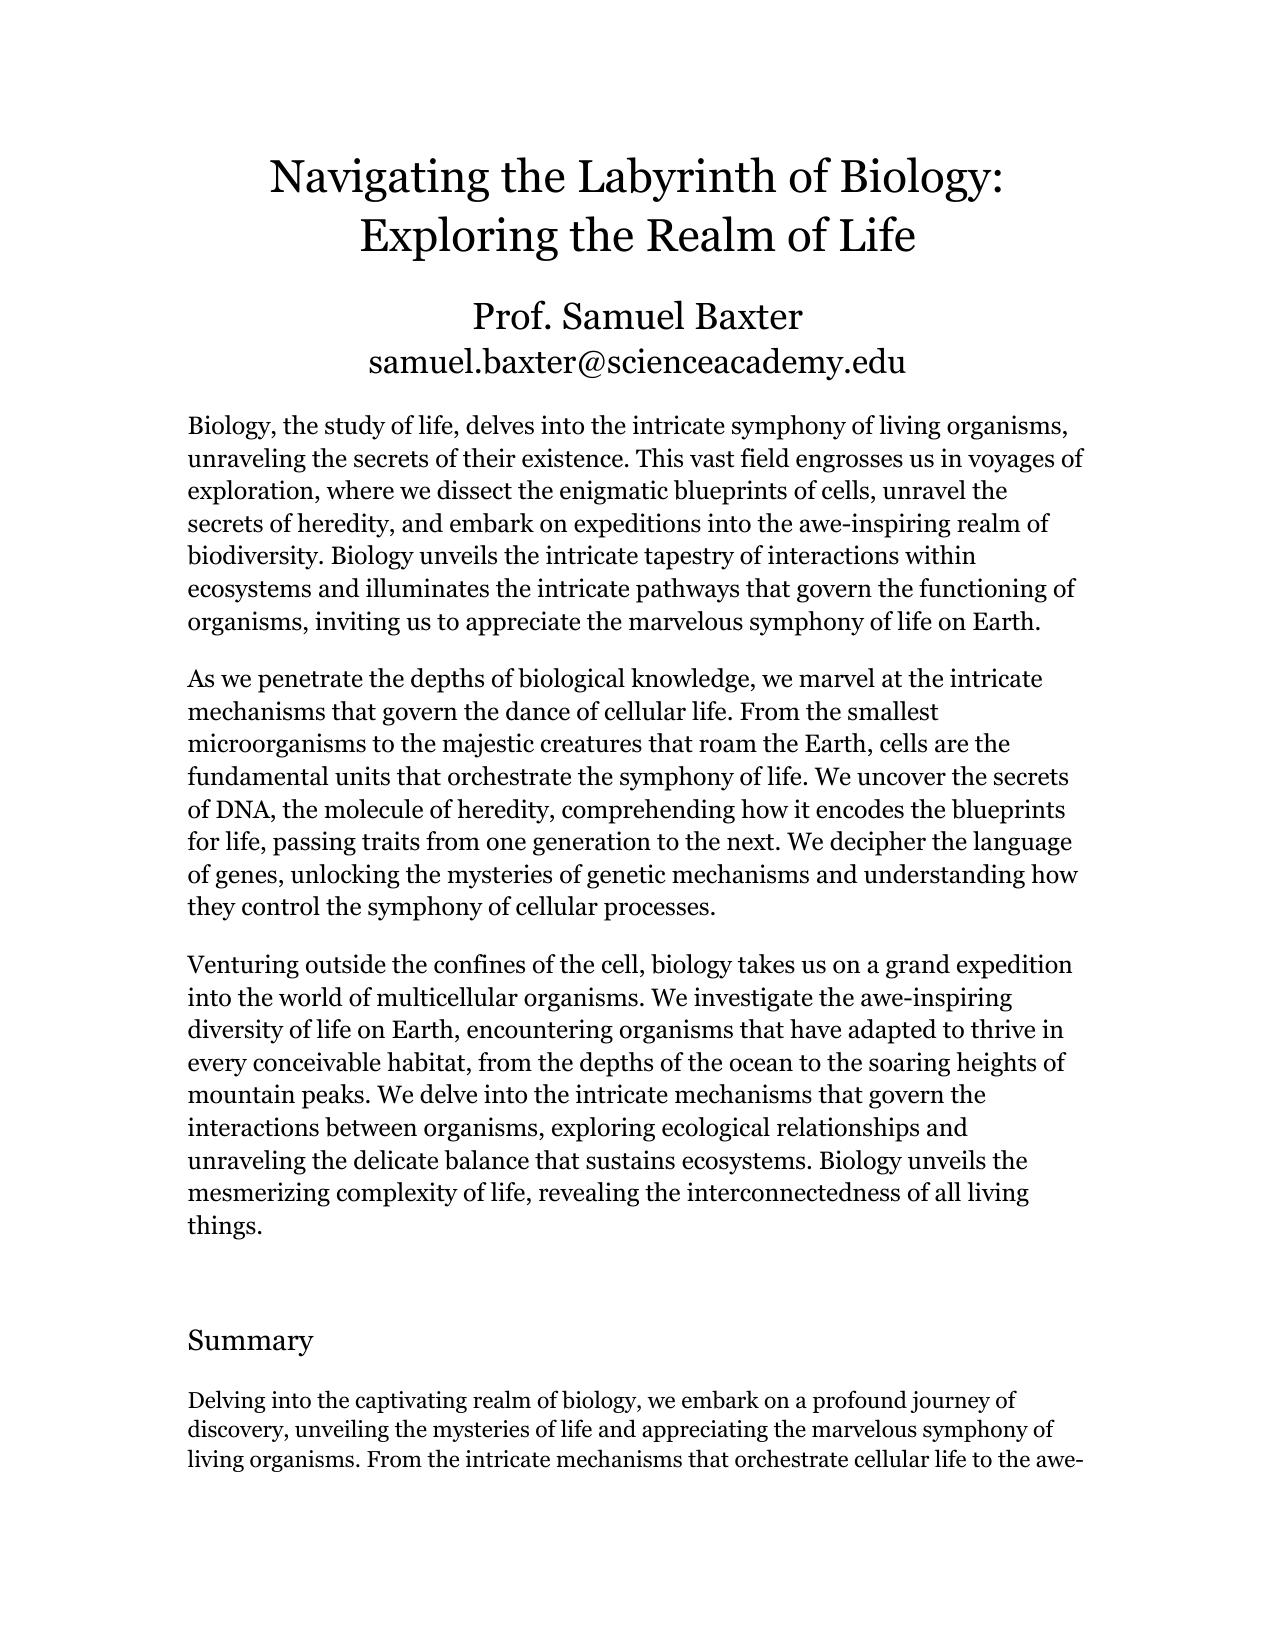 Navigating the Labyrinth of Biology:
Exploring the Realm of Life
Prof. Samuel Baxter
samuel.baxter@scienceacademy.edu
Biology, the study of life, delves into the intricate symphony of living organisms,
unraveling the secrets of their existence. This vast field engrosses us in voyages of
exploration, where we dissect the enigmatic blueprints of cells, unravel the
secrets of heredity, and embark on expeditions into the awe-inspiring realm of
biodiversity. Biology unveils the intricate tapestry of interactions within
ecosystems and illuminates the intricate pathways that govern the functioning of
organisms, inviting us to appreciate the marvelous symphony of life on Earth.
As we penetrate the depths of biological knowledge, we marvel at the intricate
mechanisms that govern the dance of cellular life. From the smallest
microorganisms to the majestic creatures that roam the Earth, cells are the
fundamental units that orchestrate the symphony of life. We uncover the secrets
of DNA, the molecule of heredity, comprehending how it encodes the blueprints
for life, passing traits from one generation to the next. We decipher the language
of genes, unlocking the mysteries of genetic mechanisms and understanding how
they control the symphony of cellular processes.
Venturing outside the confines of the cell, biology takes us on a grand expedition
into the world of multicellular organisms. We investigate the awe-inspiring
diversity of life on Earth, encountering organisms that have adapted to thrive in
every conceivable habitat, from the depths of the ocean to the soaring heights of
mountain peaks. We delve into the intricate mechanisms that govern the
interactions between organisms, exploring ecological relationships and
unraveling the delicate balance that sustains ecosystems. Biology unveils the
mesmerizing complexity of life, revealing the interconnectedness of all living
things.
Summary
Delving into the captivating realm of biology, we embark on a profound journey of
discovery, unveiling the mysteries of life and appreciating the marvelous symphony of
living organisms. From the intricate mechanisms that orchestrate cellular life to the awe-